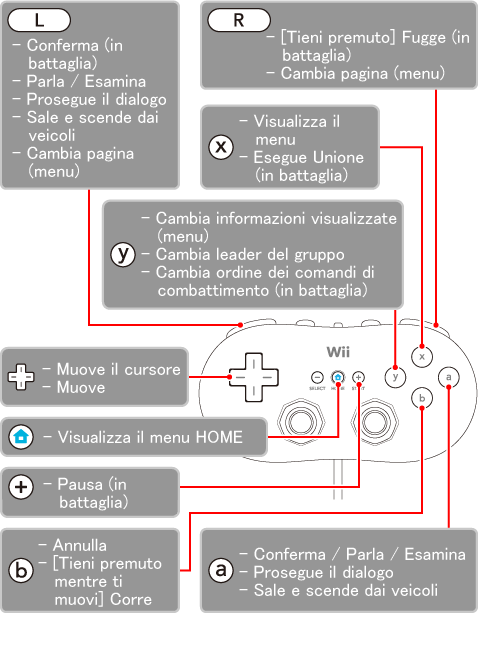 L
– Conferma (in
battaglia)
– Parla / Esamina
– Prosegue il dialogo
– Sale e scende dai
veicoli
– Cambia pagina
(menu)
R
– [Tieni premuto] Fugge (in
battaglia)
– Cambia pagina (menu)
x
– Visualizza il
menu
– Esegue Unione
(in battaglia)
y
– Cambia informazioni visualizzate
(menu)
– Cambia leader del gruppo
– Cambia ordine dei comandi di
combattimento (in battaglia)
– Muove il cursore
– Muove
– Visualizza il menu HOME
+
– Pausa (in
battaglia)
b
– Annulla
– [Tieni premuto
mentre ti
muovi] Corre
a
– Conferma / Parla / Esamina
– Prosegue il dialogo
– Sale e scende dai veicoli
Wii
x
y
a
b
– +
SELECT HOME START